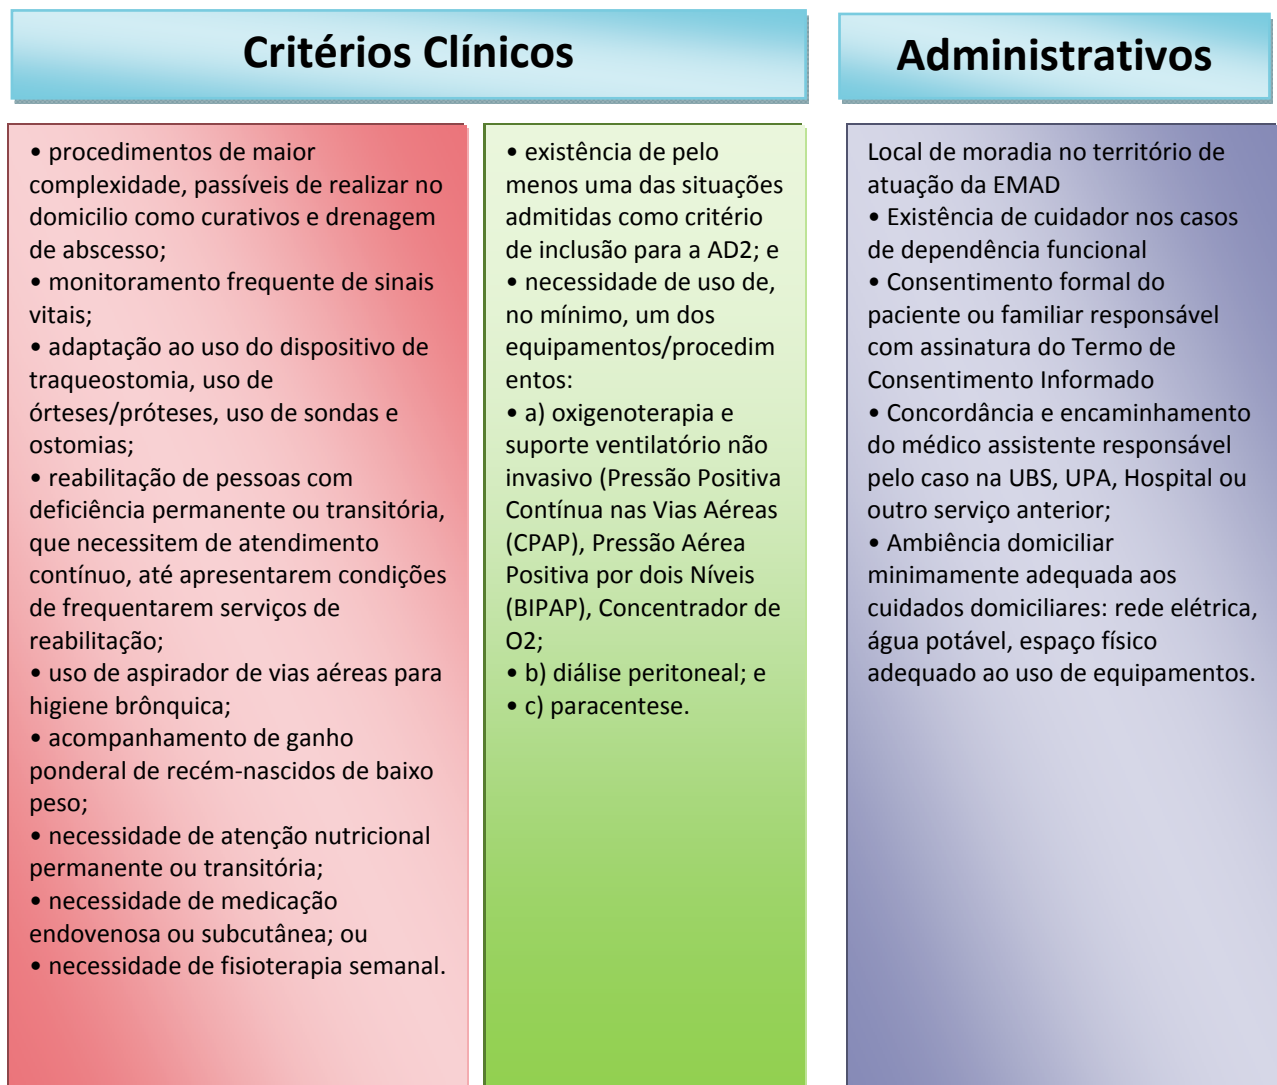 Critérios Clínicos
Administrativos
• procedimentos de maior
complexidade, passíveis de realizar no
domicilio como curativos e drenagem
de abscesso;
• monitoramento frequente de sinais
vitais;
• adaptação ao uso do dispositivo de
traqueostomia, uso de
órteses/próteses, uso de sondas e
ostomias;
• reabilitação de pessoas com
deficiência permanente ou transitória,
que necessitem de atendimento
contínuo, até apresentarem condições
de frequentarem serviços de
reabilitação;
• uso de aspirador de vias aéreas para
higiene brônquica;
• acompanhamento de ganho
ponderal de recém-nascidos de baixo
peso;
• necessidade de atenção nutricional
permanente ou transitória;
• necessidade de medicação
endovenosa ou subcutânea; ou
• necessidade de fisioterapia semanal.
• existência de pelo
menos uma das situações
admitidas como critério
de inclusão para a AD2; e
• necessidade de uso de,
no mínimo, um dos
equipamentos/procedim
entos:
• a) oxigenoterapia e
suporte ventilatório não
invasivo (Pressão Positiva
Contínua nas Vias Aéreas
(CPAP), Pressão Aérea
Positiva por dois Níveis
(BIPAP), Concentrador de
O2;
• b) diálise peritoneal; e
• c) paracentese.
Local de moradia no território de
atuação da EMAD
• Existência de cuidador nos casos
de dependência funcional
• Consentimento formal do
paciente ou familiar responsável
com assinatura do Termo de
Consentimento Informado
• Concordância e encaminhamento
do médico assistente responsável
pelo caso na UBS, UPA, Hospital ou
outro serviço anterior;
• Ambiência domiciliar
minimamente adequada aos
cuidados domiciliares: rede elétrica,
água potável, espaço físico
adequado ao uso de equipamentos.